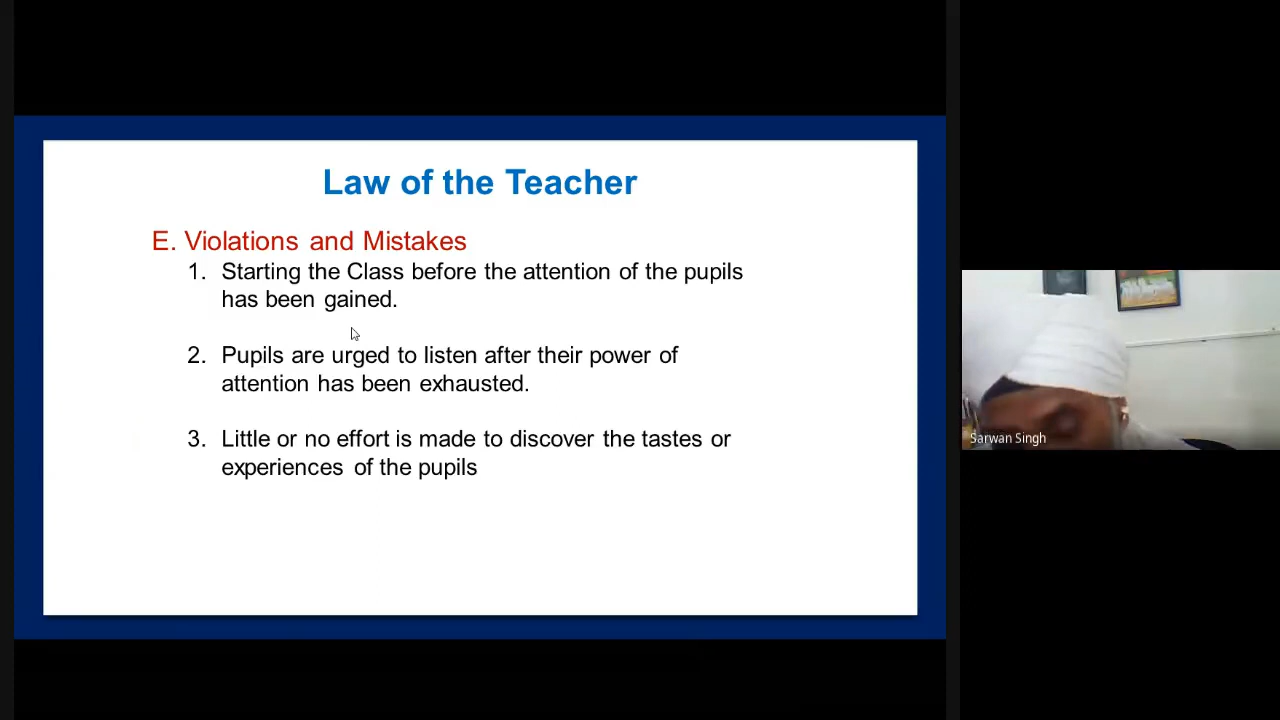 Law of the Teacher
E. Violations and Mistakes
1. Starting the Class before the attention of the pupils
has been gained.
2. Pupils are urged to listen after their power of
attention has been exhausted.
3. Little or no effort is made to discover the tastes or
experiences of the pupils
Sarwan Singh